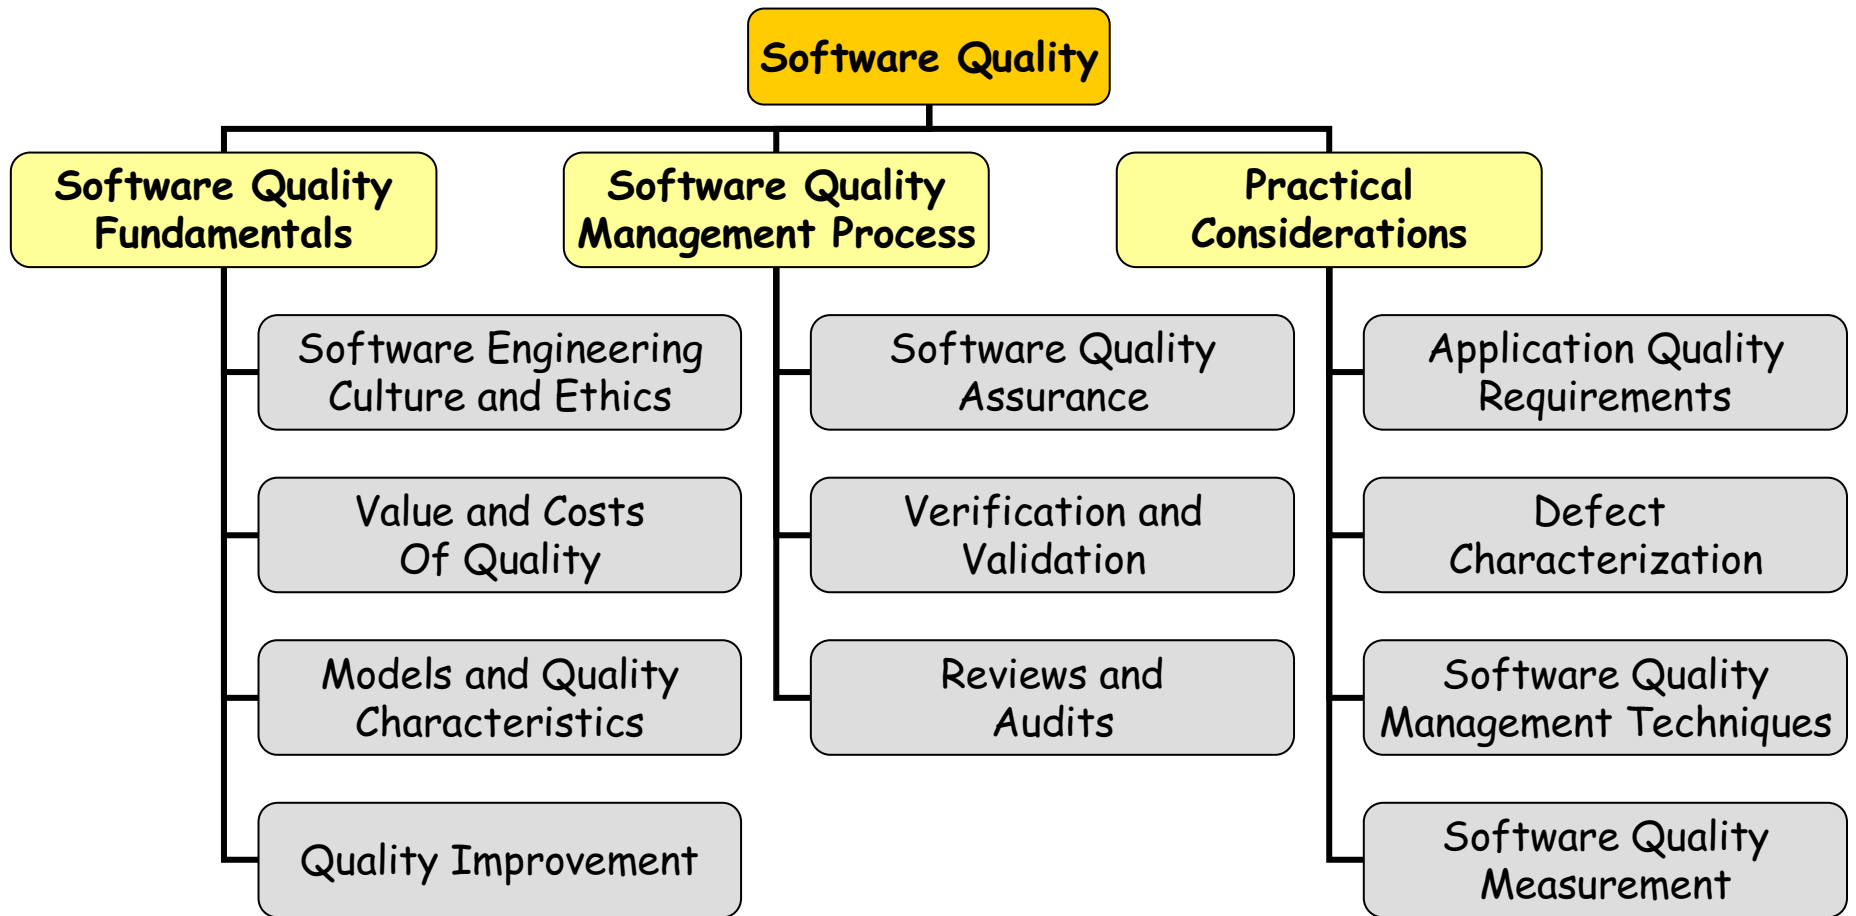 Software Quality
Software Quality
Fundamentals
Software Engineering
Culture and Ethics
Value and Costs
Of Quality
Models and Quality
Characteristics
Quality Improvement
Software Quality
Management Process
Software Quality
Assurance
Verification and
Validation
Reviews and
Audits
Practical
Considerations
Application Quality
Requirements
Defect
Characterization
Software Quality
Management Techniques
Software Quality
Measurement